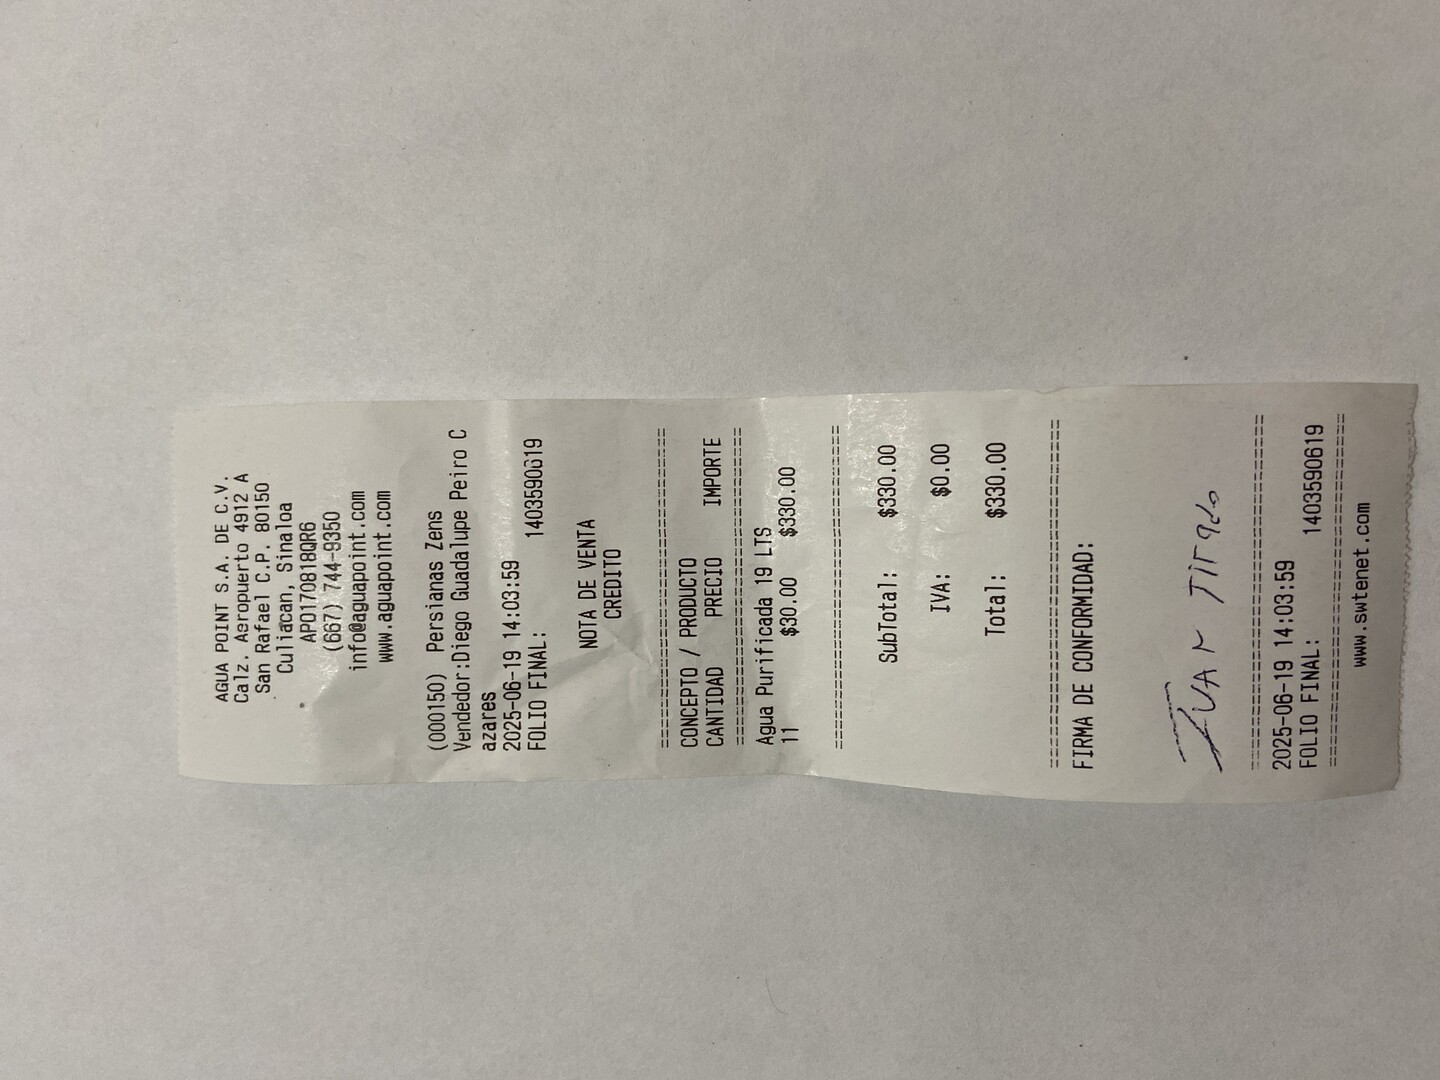 AGUA POINT S.A. DE C.V.
Calz. Aeropuerto 4912 A
San Rafael C.P. 80150
Culiacan, Sinaloa
APO170818QR6
(667) 744-9350
info@aguapoint.com
www.aguapoint.com
(000150) Persianas Zens
Vendedor:Diego Guadalupe Peiro C
azares
2025-06-19 14:03:59
FOLIO FINAL: 1403590619
NOTA DE VENTA
CREDITO
================================
CONCEPTO / PRODUCTO
CANTIDAD PRECIO IMPORTE
================================
Agua Purificada 19 LTS
11 $30.00 $330.00
================================
SubTotal: $330.00
IVA: $0.00
Total: $330.00
================================
FIRMA DE CONFORMIDAD:
IVAN
================================
2025-06-19 14:03:59
FOLIO FINAL: 1403590619
================================
www.swtenet.com